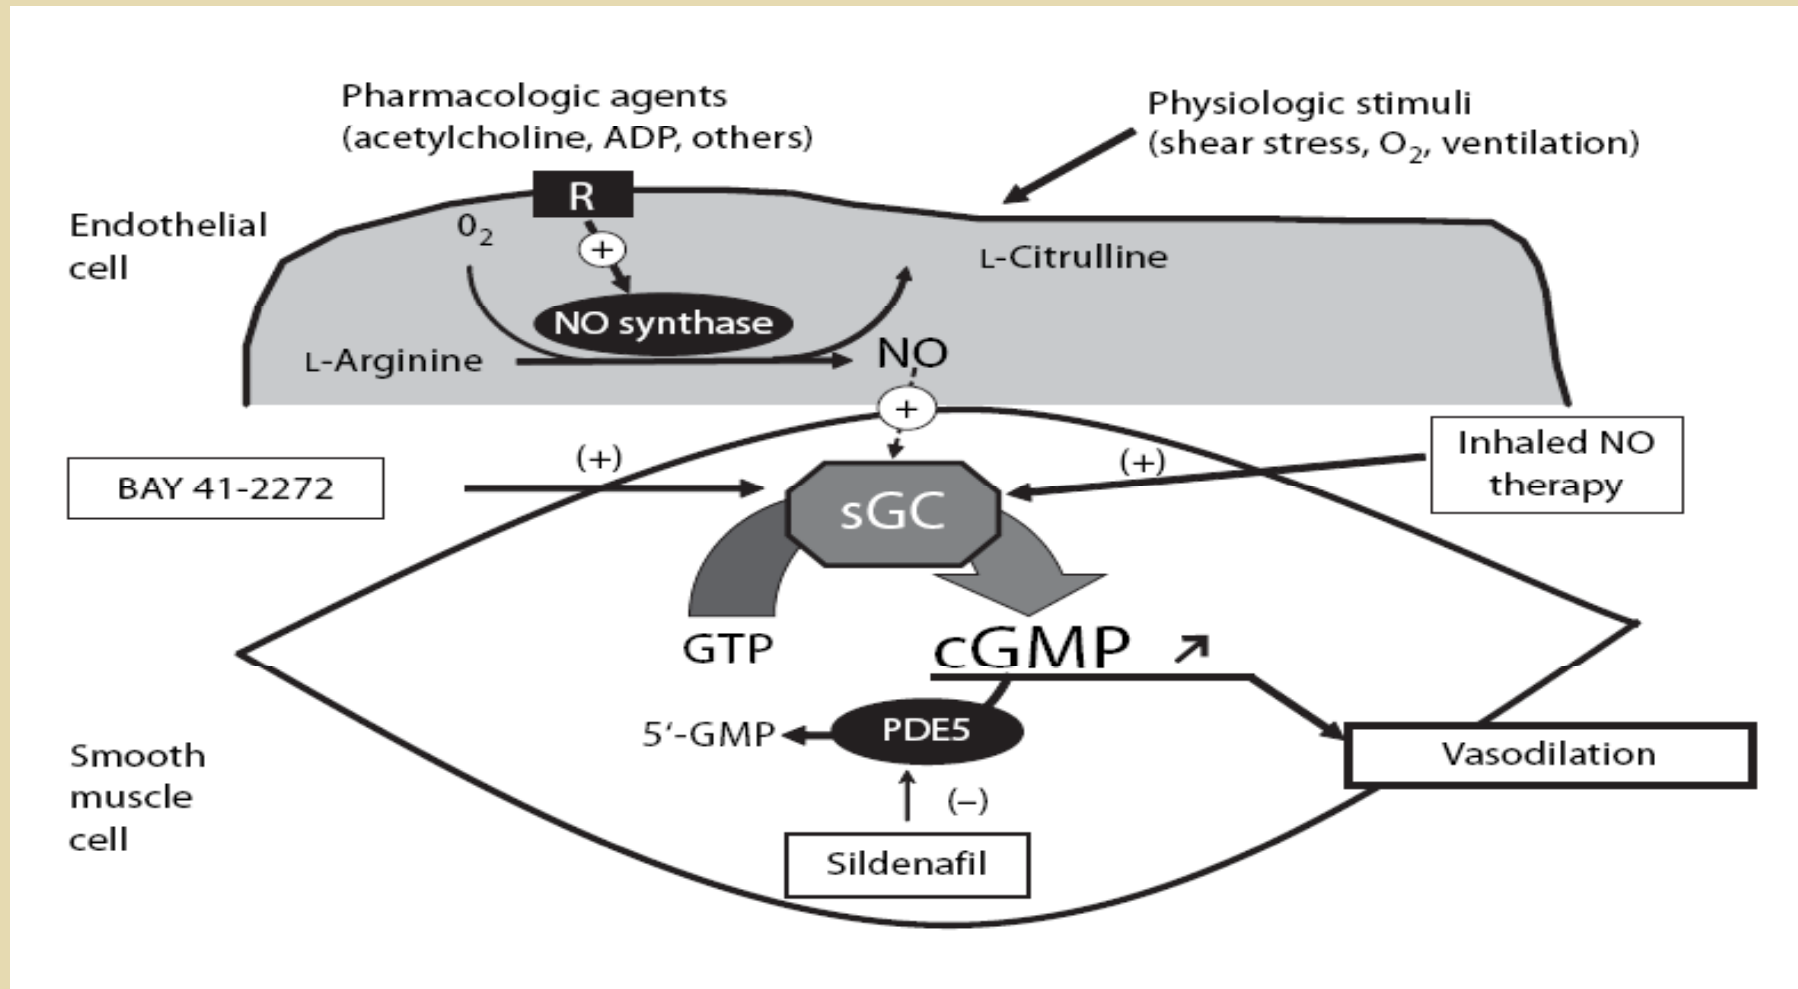 Pharmacologic agents
(acetylcholine, ADP, others)
Physiologic stimuli
(shear stress, O₂, ventilation)
R
Endothelial
cell
0₂
+
L-Citrulline
NO synthase
L-Arginine
NO
+
BAY 41-2272
(+)
(+)
Inhaled NO
therapy
sGC
GTP
cGMP ↗
5'-GMP
PDE5
Vasodilation
Smooth
muscle
cell
(–)
Sildenafil